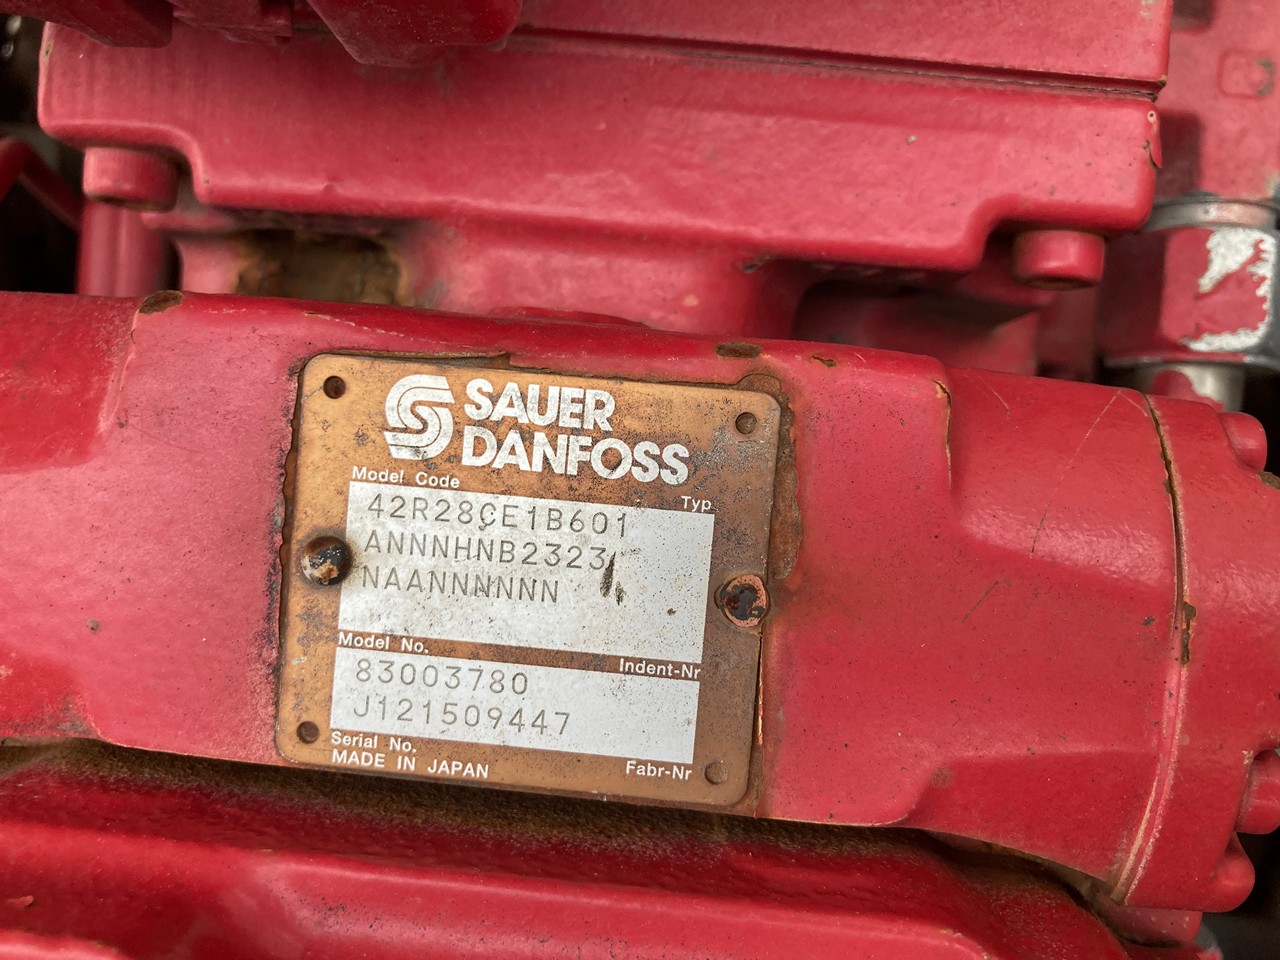 SAUER
DANFOSS
Model Code
Typ
42R28CE1B601
ANNNHNB2323
NAANNNNNN
Model No.
Indent-Nr
83003780
J121509447
Serial No.
Fabr-Nr
MADE IN JAPAN